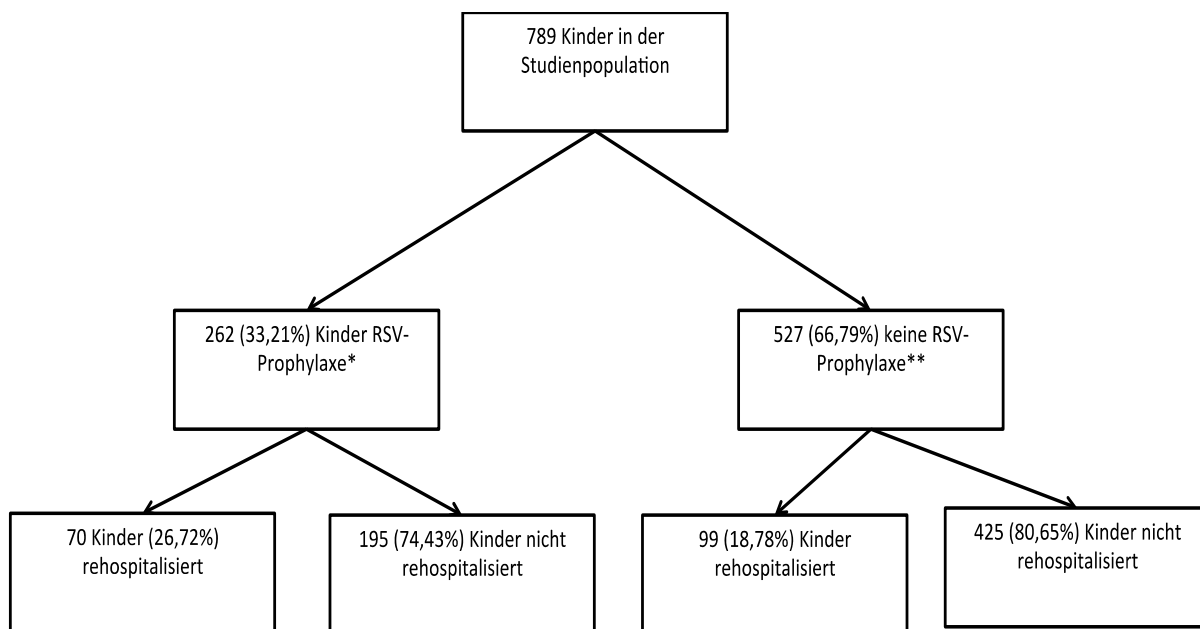 789 Kinder in der
Studienpopulation
262 (33,21%) Kinder RSV-
Prophylaxe*
527 (66,79%) keine RSV-
Prophylaxe**
70 Kinder (26,72%)
rehospitalisiert
195 (74,43%) Kinder nicht
rehospitalisiert
99 (18,78%) Kinder
rehospitalisiert
425 (80,65%) Kinder nicht
rehospitalisiert